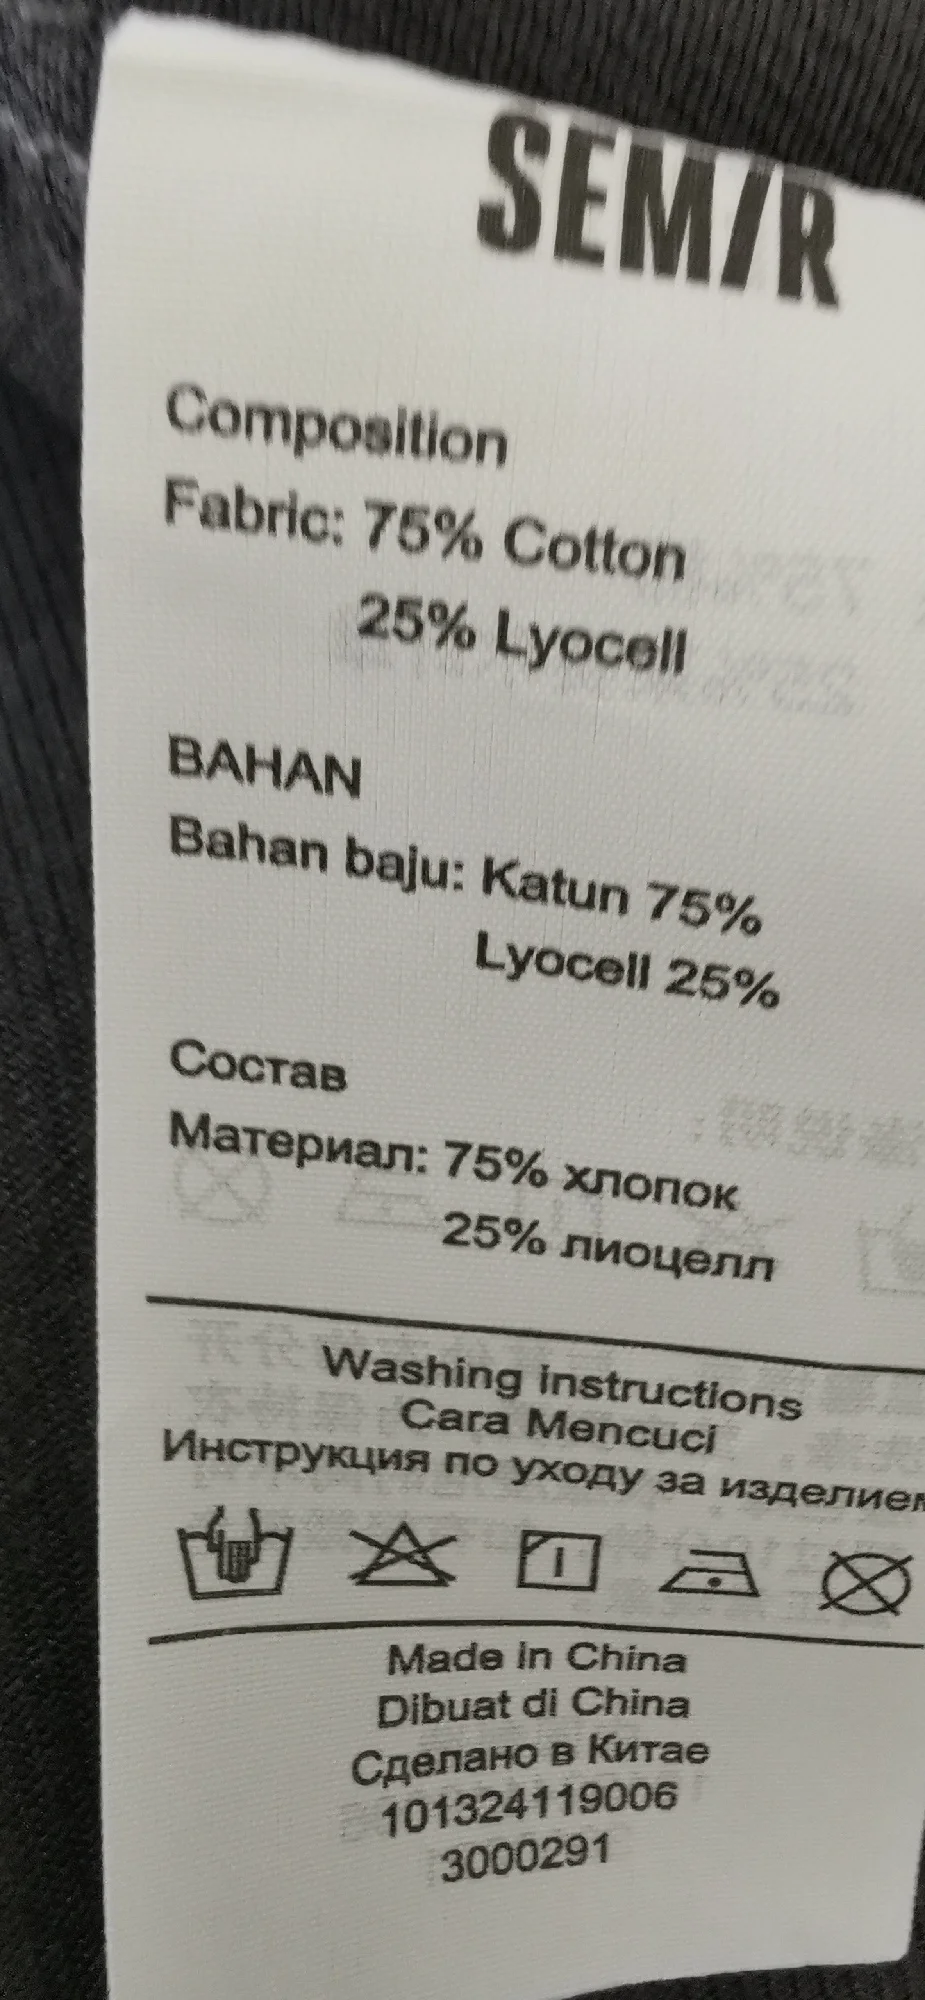 SEM/R
Composition
Fabric: 75% Cotton
25% Lyocell
BAHAN
Bahan baju: Katun 75%
Lyocell 25%
Состав
Материал: 75% хлопок
25% лиоцелл
Washing instructions
Cara Mencuci
Инструкция по уходу за изделием
Made in China
Dibuat di China
Сделано в Китае
101324119006
3000291